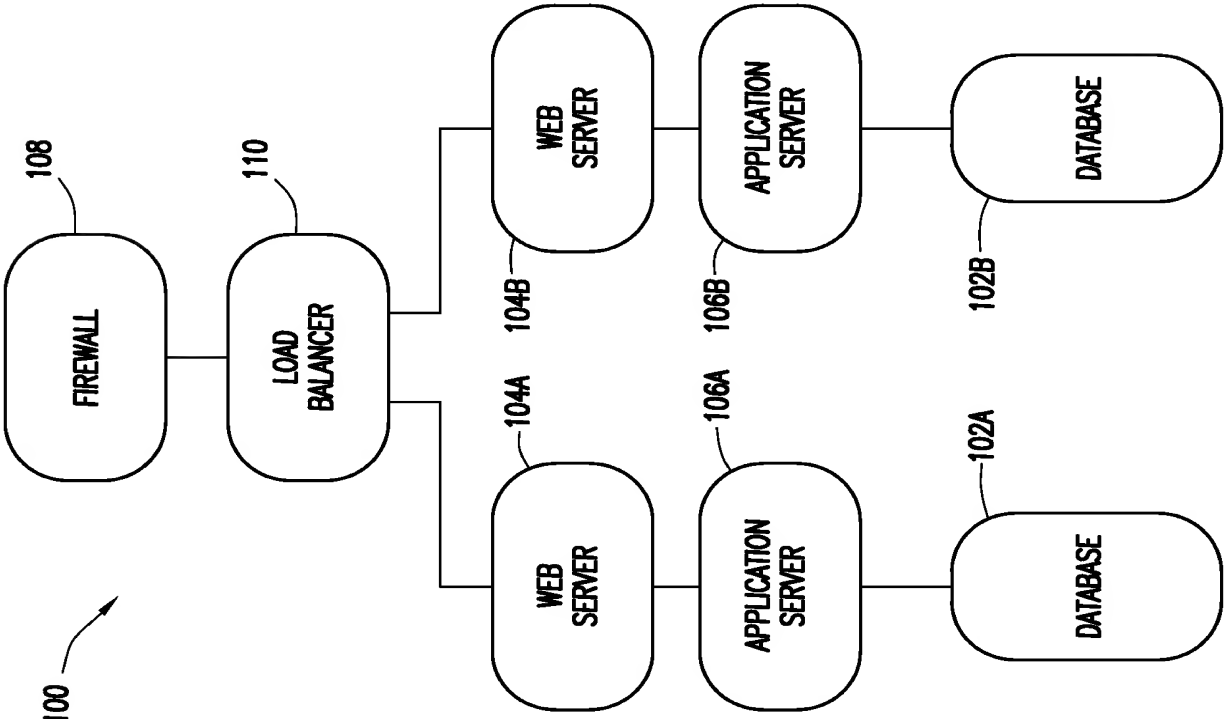 100
108
FIREWALL
110
LOAD
BALANCER
104A
WEB
SERVER
104B
WEB
SERVER
106A
APPLICATION
SERVER
106B
APPLICATION
SERVER
102A
DATABASE
102B
DATABASE